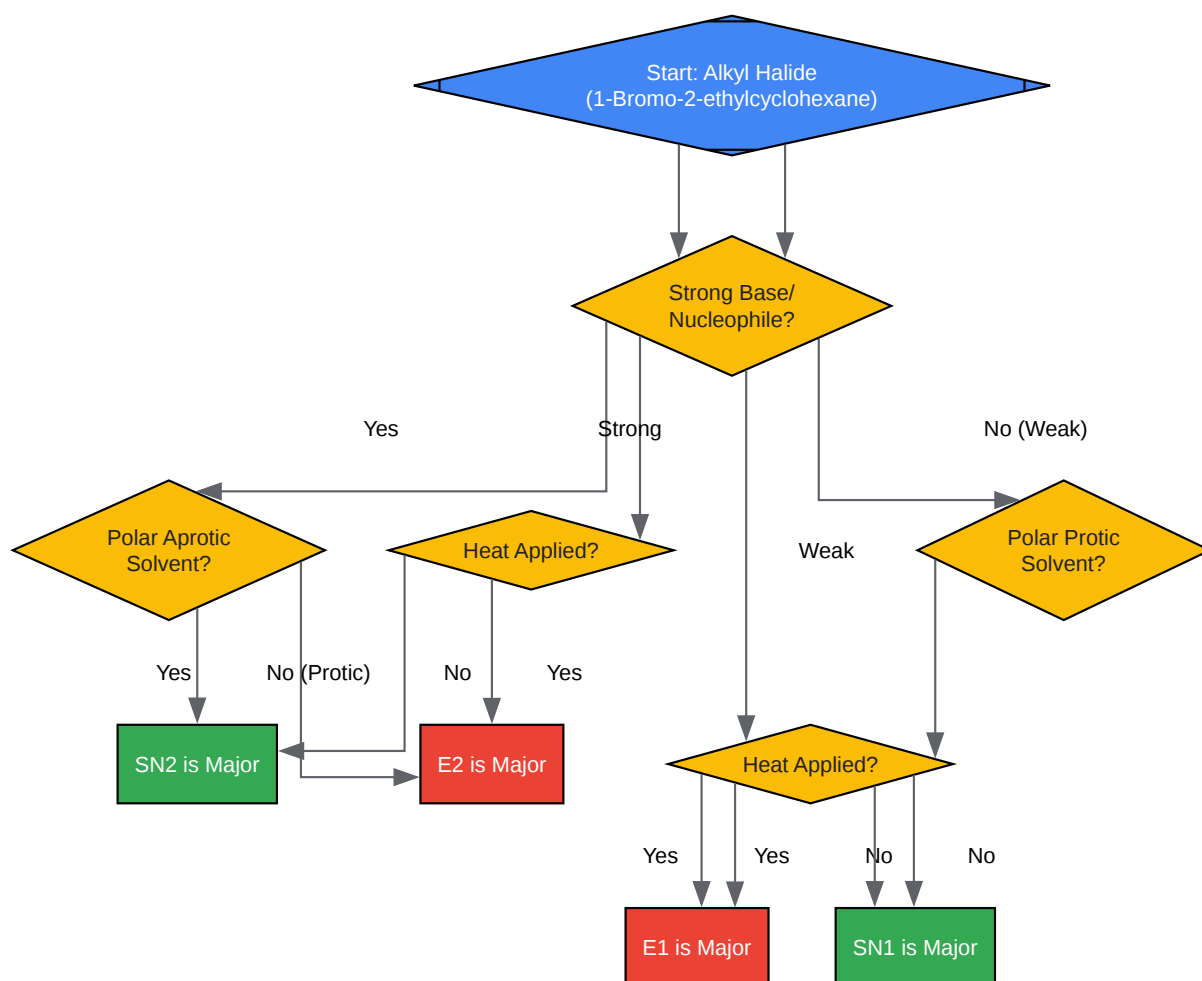 Start: Alkyl Halide
(1-Bromo-2-ethylcyclohexane)
Strong Base/
Nucleophile?
Yes
Strong
No (Weak)
Polar Aprotic
Solvent?
Heat Applied?
Weak
Polar Protic
Solvent?
Yes
No (Protic)
No
Yes
SN2 is Major
E2 is Major
Heat Applied?
Yes
Yes
No
No
E1 is Major
SN1 is Major